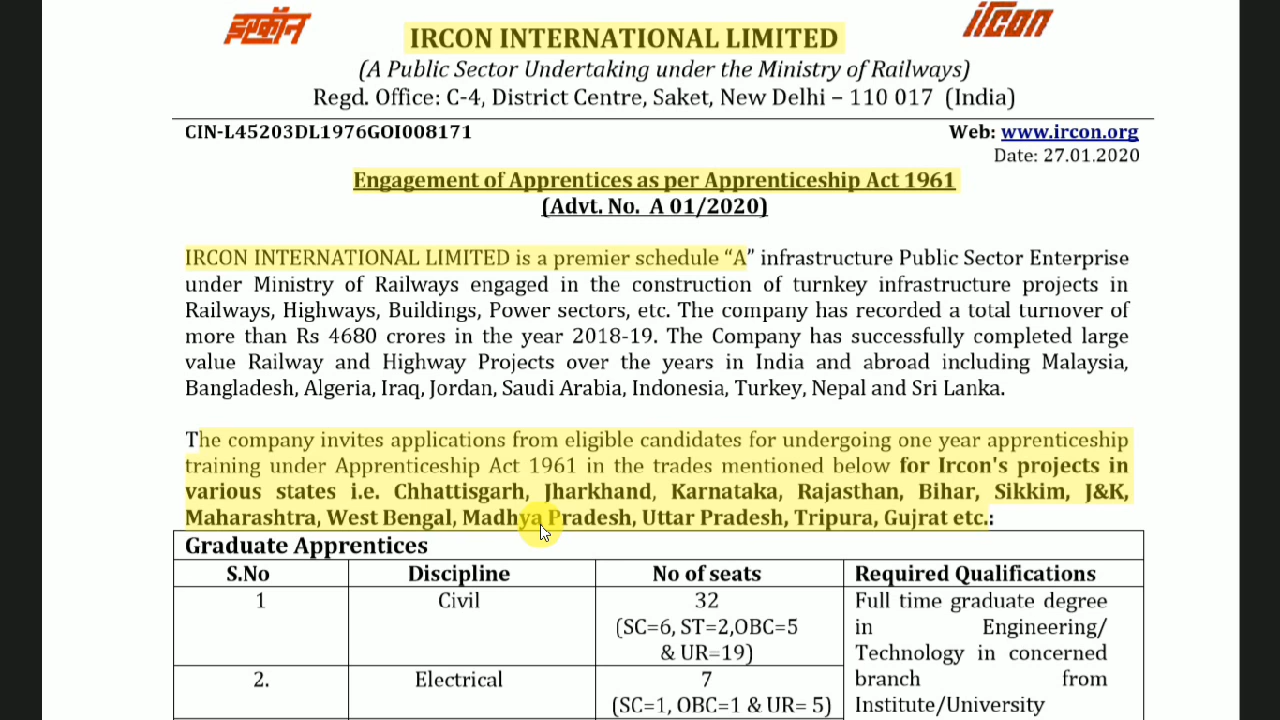 इरकॉन
ircon
IRCON INTERNATIONAL LIMITED
(A Public Sector Undertaking under the Ministry of Railways)
Regd. Office: C-4, District Centre, Saket, New Delhi – 110 017 (India)
CIN-L45203DL1976GOI008171
Web: www.ircon.org
Date: 27.01.2020
Engagement of Apprentices as per Apprenticeship Act 1961
(Advt. No. A 01/2020)
IRCON INTERNATIONAL LIMITED is a premier schedule “A” infrastructure Public Sector Enterprise
under Ministry of Railways engaged in the construction of turnkey infrastructure projects in
Railways, Highways, Buildings, Power sectors, etc. The company has recorded a total turnover of
more than Rs 4680 crores in the year 2018-19. The Company has successfully completed large
value Railway and Highway Projects over the years in India and abroad including Malaysia,
Bangladesh, Algeria, Iraq, Jordan, Saudi Arabia, Indonesia, Turkey, Nepal and Sri Lanka.
The company invites applications from eligible candidates for undergoing one year apprenticeship
training under Apprenticeship Act 1961 in the trades mentioned below for Ircon's projects in
various states i.e. Chhattisgarh, Jharkhand, Karnataka, Rajasthan, Bihar, Sikkim, J&K,
Maharashtra, West Bengal, Madhya Pradesh, Uttar Pradesh, Tripura, Gujrat etc.:
Graduate Apprentices
S.No Discipline No of seats Required Qualifications
1 Civil 32 Full time graduate degree
(SC=6, ST=2,OBC=5 in Engineering/
& UR=19) Technology in concerned
2. Electrical 7 branch from
(SC=1, OBC=1 & UR= 5) Institute/University